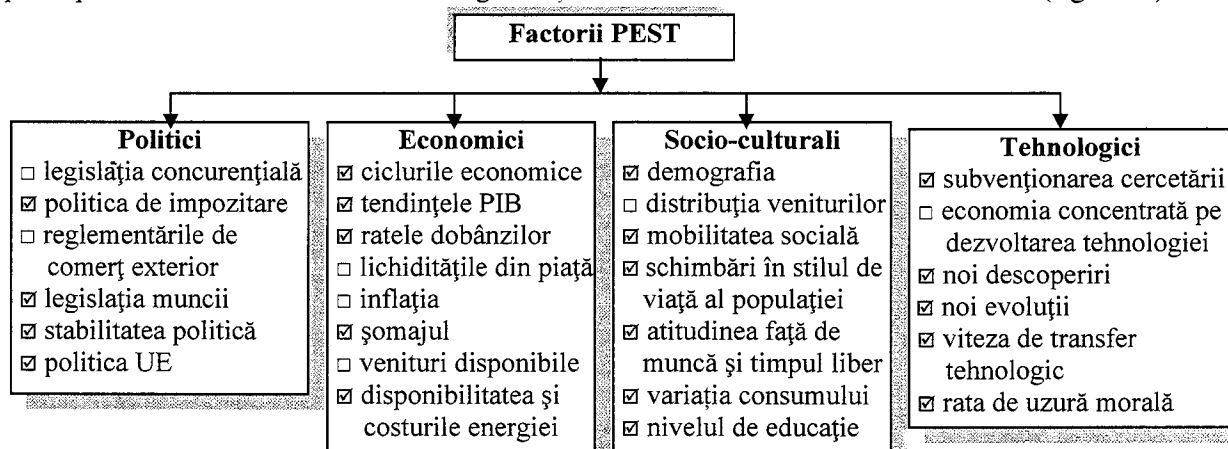 Factorii PEST
Politici
☐ legislaţia concurenţială
☑ politica de impozitare
☐ reglementările de
comerţ exterior
☑ legislaţia muncii
☑ stabilitatea politică
☑ politica UE
Economici
☑ ciclurile economice
☑ tendinţele PIB
☑ ratele dobânzilor
☐ lichidităţile din piaţă
☐ inflaţia
☑ şomajul
☐ venituri disponibile
☑ disponibilitatea şi
costurile energiei
Socio-culturali
☑ demografia
☐ distribuţia veniturilor
☑ mobilitatea socială
☑ schimbări în stilul de
viaţă al populaţiei
☑ atitudinea faţă de
muncă şi timpul liber
☑ variaţia consumului
☑ nivelul de educaţie
Tehnologici
☑ subvenţionarea cercetării
☐ economia concentrată pe
dezvoltarea tehnologiei
☑ noi descoperiri
☑ noi evoluţii
☑ viteza de transfer
tehnologic
☑ rata de uzură morală